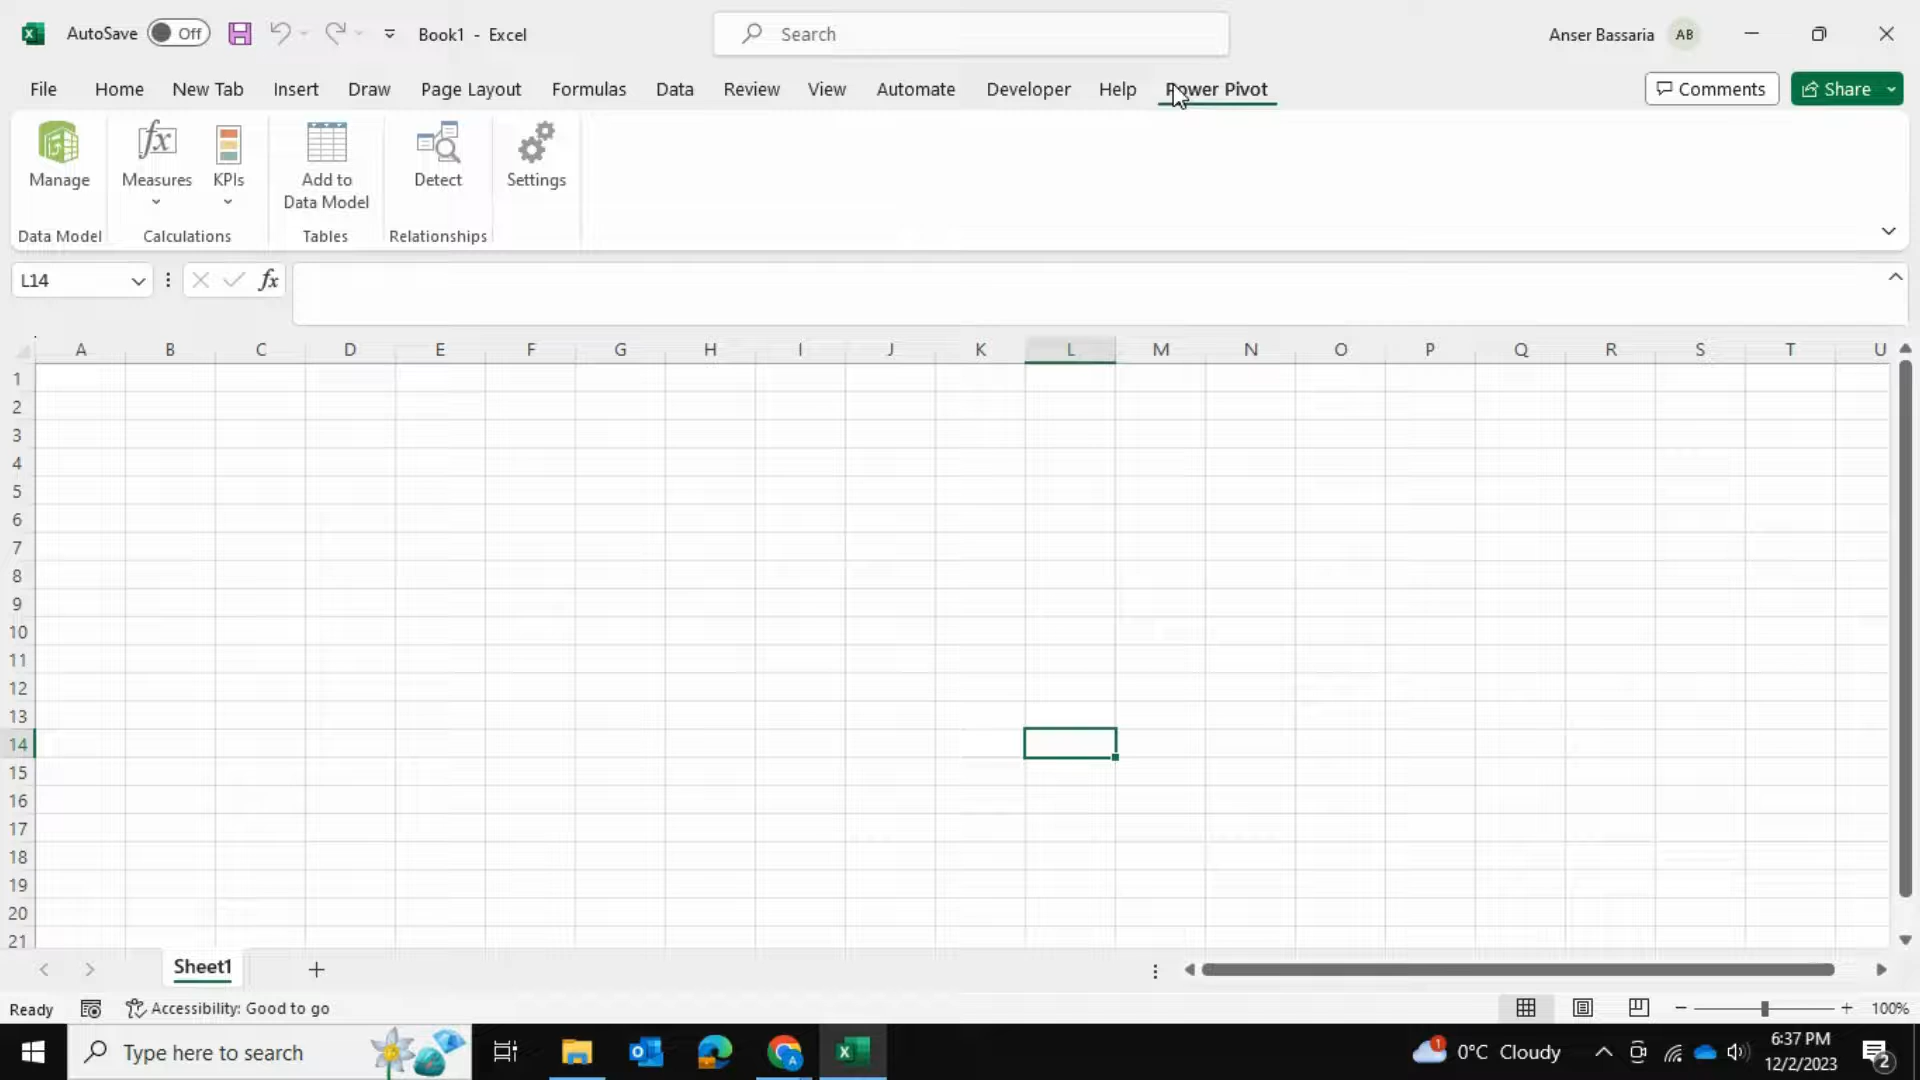 AutoSave Off Book1 - Excel Search Anser Bassaria AB
File Home New Tab Insert Draw Page Layout Formulas Data Review View Automate Developer Help Power Pivot Comments Share
Manage Measures KPIs Add to Data Model Detect Settings
Data Model Calculations Tables Relationships
L14 fx
A B C D E F G H I J K L M N O P Q R S T U
1
2
3
4
5
6
7
8
9
10
11
12
13
14
15
16
17
18
19
20
21
Sheet1
Ready Accessibility: Good to go 100%
Type here to search 1 0°C Cloudy 6:37 PM
12/2/2023 2